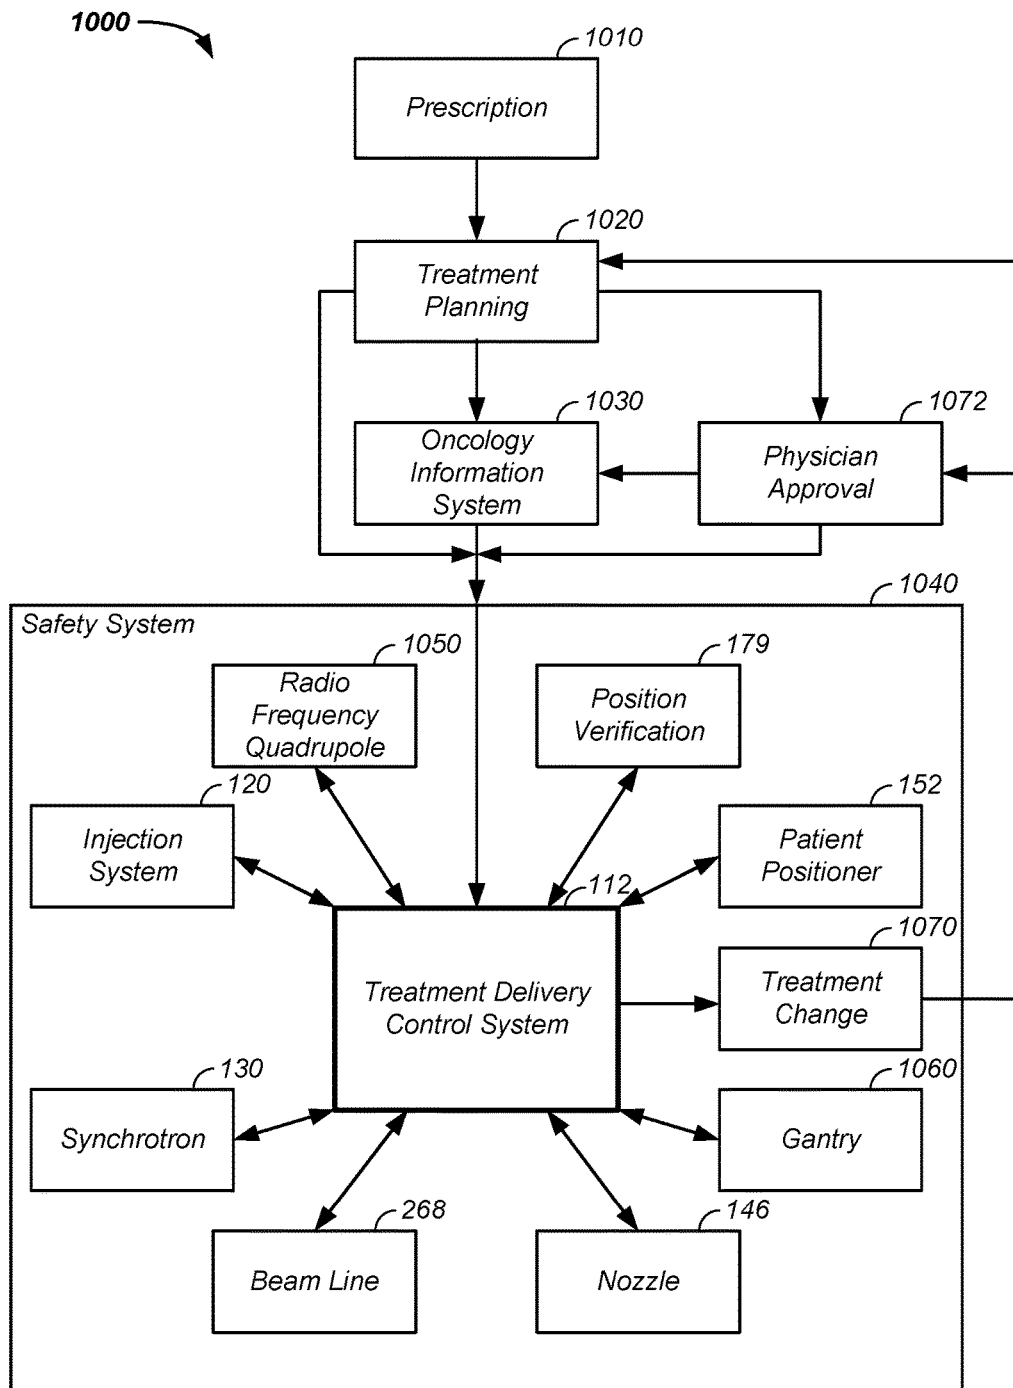 1000
1010
Prescription
1020
Treatment
Planning
1030
Oncology
Information
System
1072
Physician
Approval
1040
Safety System
1050
Radio
Frequency
Quadrupole
179
Position
Verification
120
Injection
System
152
Patient
Positioner
112
Treatment Delivery
Control System
1070
Treatment
Change
130
Synchrotron
1060
Gantry
268
Beam Line
146
Nozzle